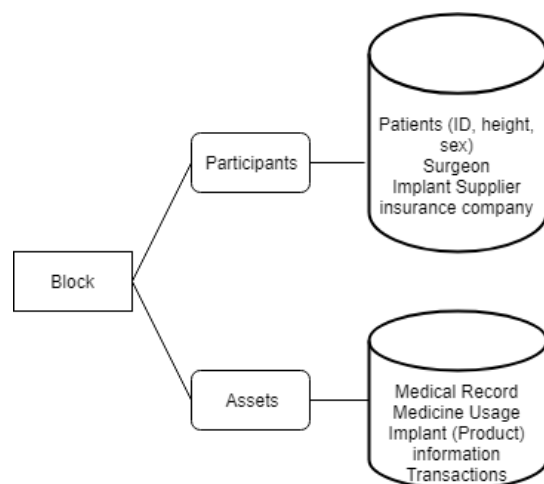 Patients (ID, height,
sex)
Surgeon
Implant Supplier
insurance company
Participants
Block
Assets
Medical Record
Medicine Usage
Implant (Product)
information
Transactions